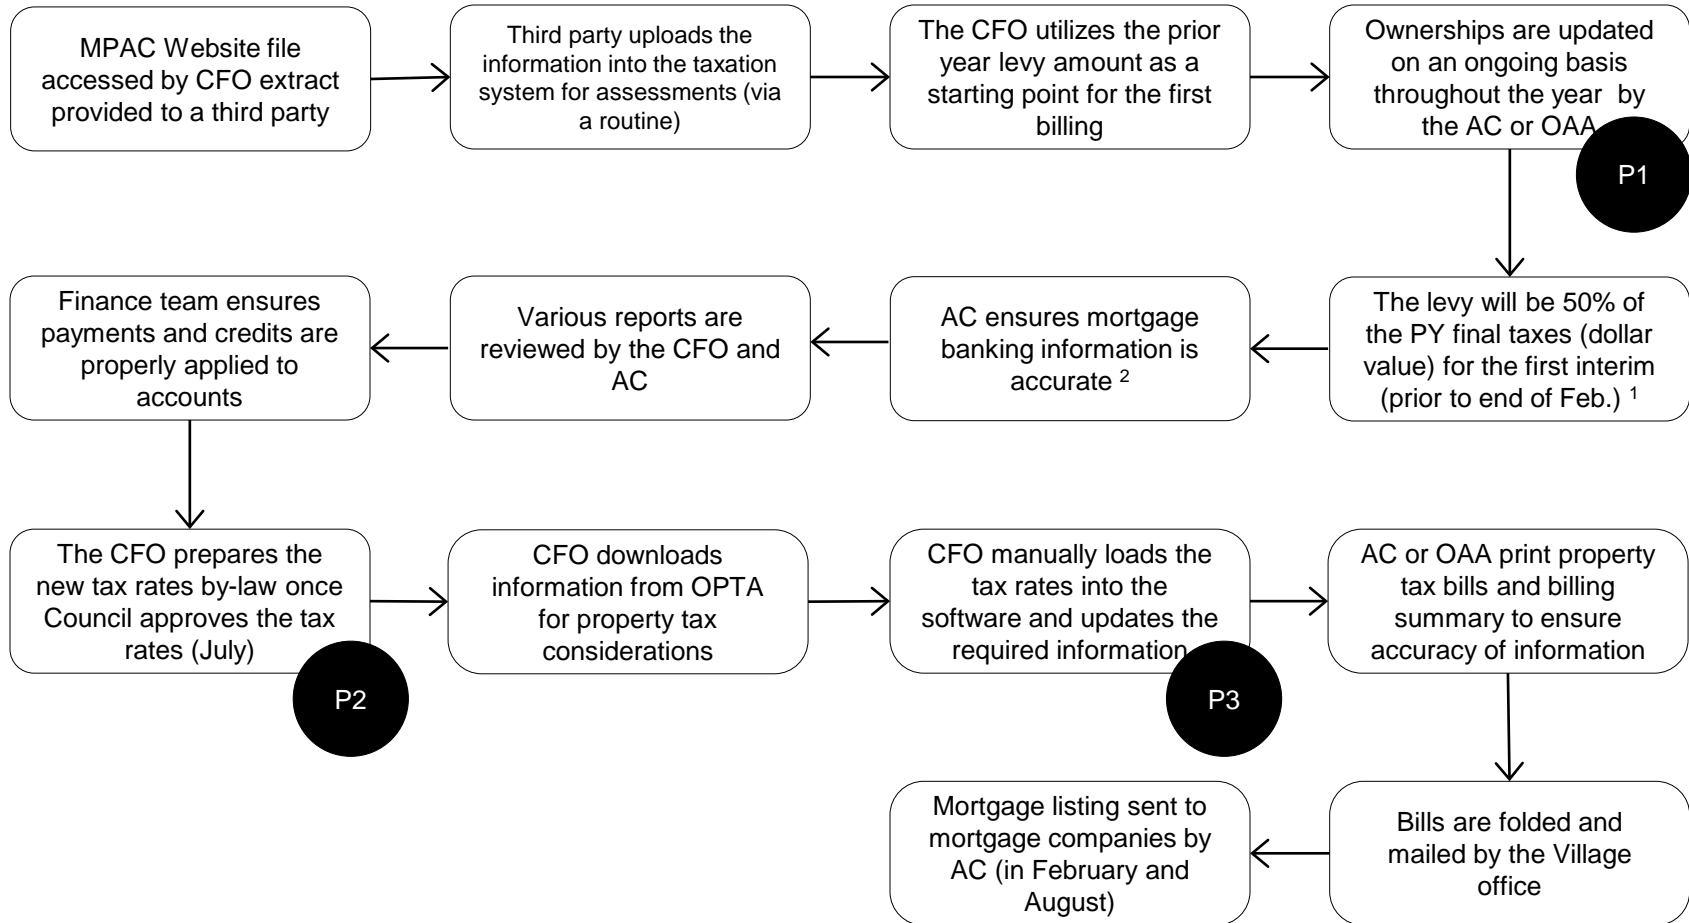 MPAC Website file
accessed by CFO extract
provided to a third party
Third party uploads the
information into the taxation
system for assessments (via
a routine)
The CFO utilizes the prior
year levy amount as a
starting point for the first
billing
Ownerships are updated
on an ongoing basis
throughout the year by
the AC or OAA
P1
The levy will be 50% of
the PY final taxes (dollar
value) for the first interim
(prior to end of Feb.) 1
AC ensures mortgage
banking information is
accurate 2
Various reports are
reviewed by the CFO and
AC
Finance team ensures
payments and credits are
properly applied to
accounts
The CFO prepares the
new tax rates by-law once
Council approves the tax
rates (July)
P2
CFO downloads
information from OPTA
for property tax
considerations
CFO manually loads the
tax rates into the
software and updates the
required information
P3
AC or OAA print property
tax bills and billing
summary to ensure
accuracy of information
Bills are folded and
mailed by the Village
office
Mortgage listing sent to
mortgage companies by
AC (in February and
August)